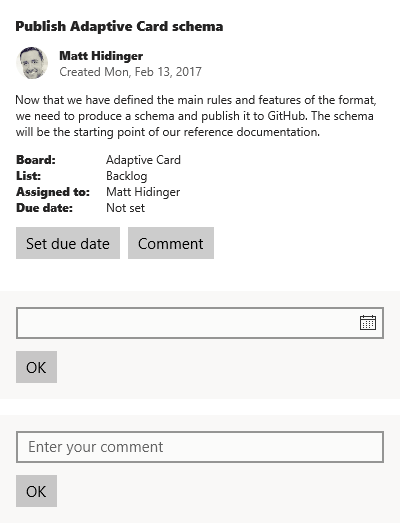 Publish Adaptive Card schema
Matt Hidinger
Created Mon, Feb 13, 2017
Now that we have defined the main rules and features of the format,
we need to produce a schema and publish it to GitHub. The schema
will be the starting point of our reference documentation.
Board: Adaptive Card
List: Backlog
Assigned to: Matt Hidinger
Due date: Not set
Set due date Comment
OK
Enter your comment
OK